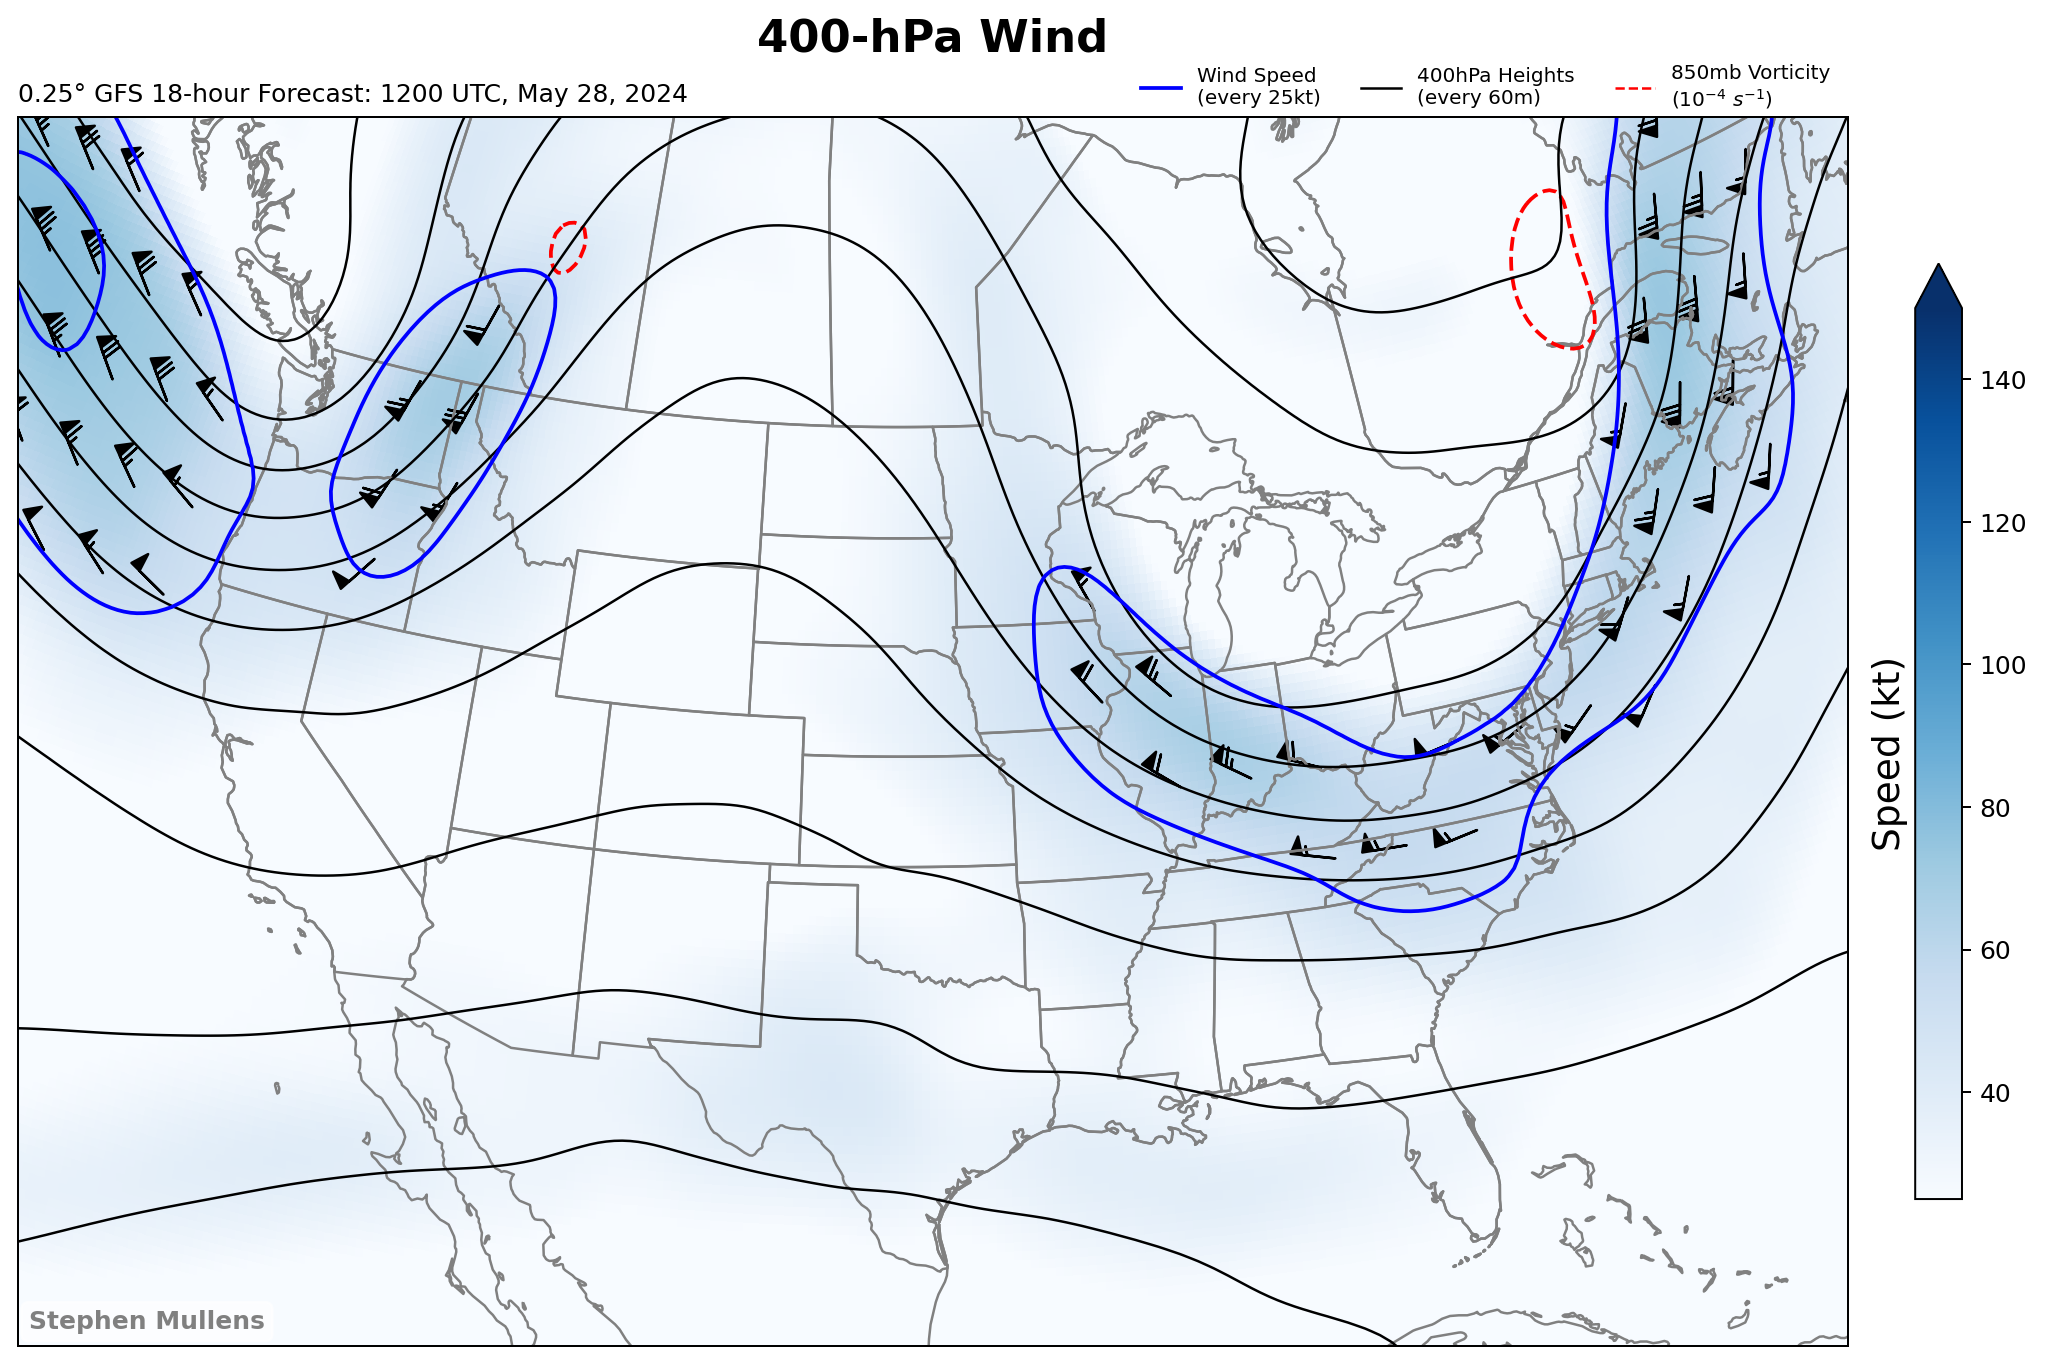 400-hPa Wind
0.25° GFS 18-hour Forecast: 1200 UTC, May 28, 2024
Wind Speed
(every 25kt)
400hPa Heights
(every 60m)
850mb Vorticity
(10⁻⁴ s⁻¹)
140
120
100
80
60
40
Speed (kt)
Stephen Mullens